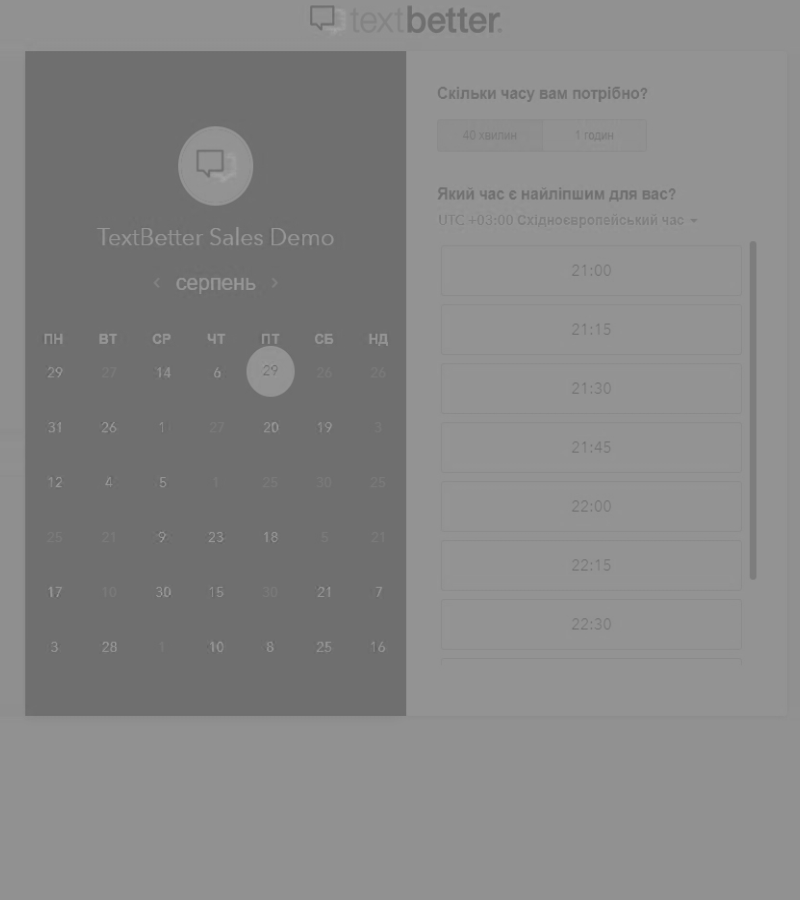 textbetter
TextBetter Sales Demo
серпень
ПН ВТ СР ЧТ ПТ СБ НД
29 27 14 6 29 26 26
31 26 1 27 20 19 3
12 4 5 1 25 30 25
25 21 9 23 18 5 21
17 10 30 15 30 21 7
3 28 1 10 8 25 16
Скільки часу вам потрібно?
40 хвилин 1 годин
Який час є найліпшим для вас?
UTC +03:00 Східноєвропейський час
21:00
21:15
21:30
21:45
22:00
22:15
22:30